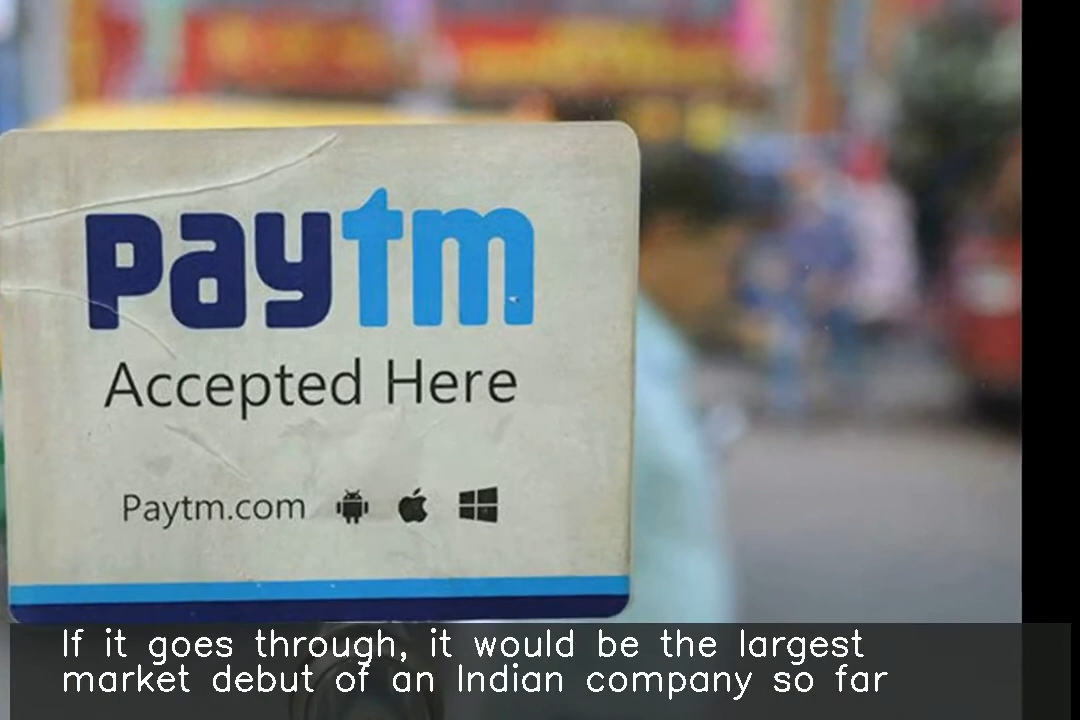 paytm
Accepted Here
Paytm.com
If it goes through, it would be the largest
market debut of an Indian company so far